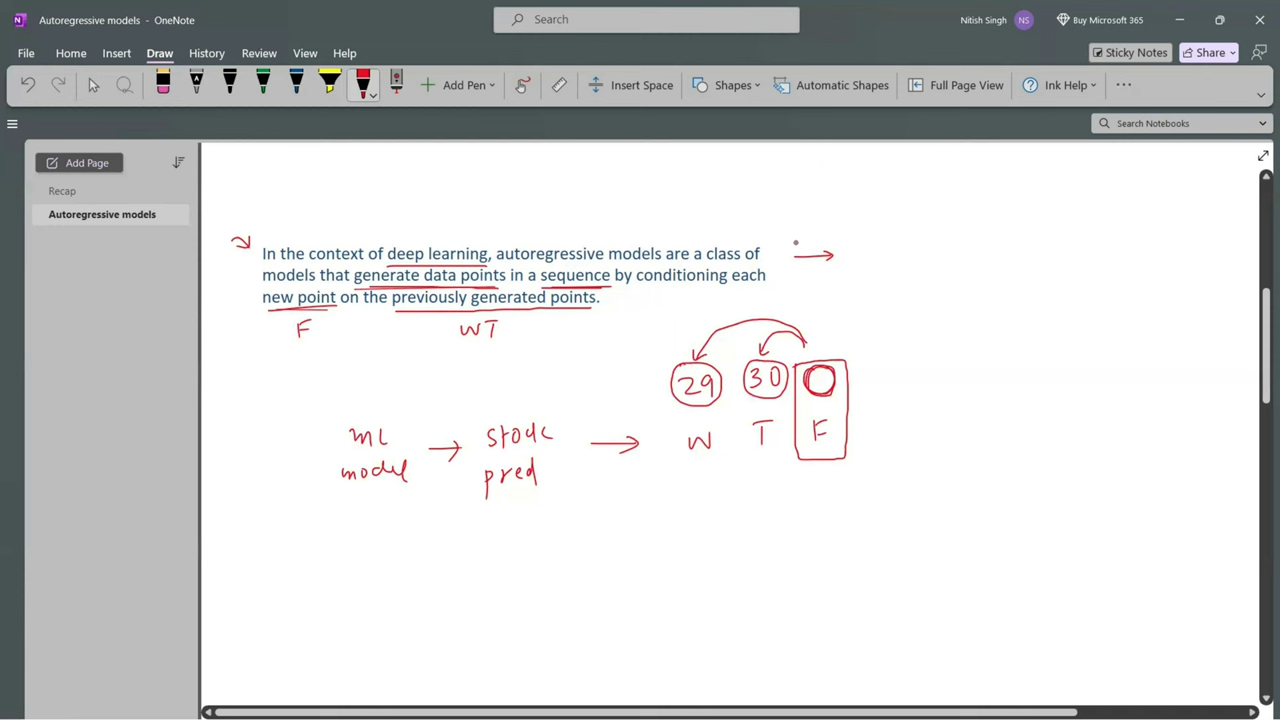 Autoregressive models - OneNote
Search
Nitish Singh NS
Buy Microsoft 365
File Home Insert Draw History Review View Help
Sticky Notes
Share
Add Pen
Insert Space
Shapes
Automatic Shapes
Full Page View
Ink Help
Search Notebooks
Add Page
Recap
Autoregressive models
In the context of deep learning, autoregressive models are a class of
models that generate data points in a sequence by conditioning each
new point on the previously generated points.
F WT
29 30
W T F
ML
model
stock
pred